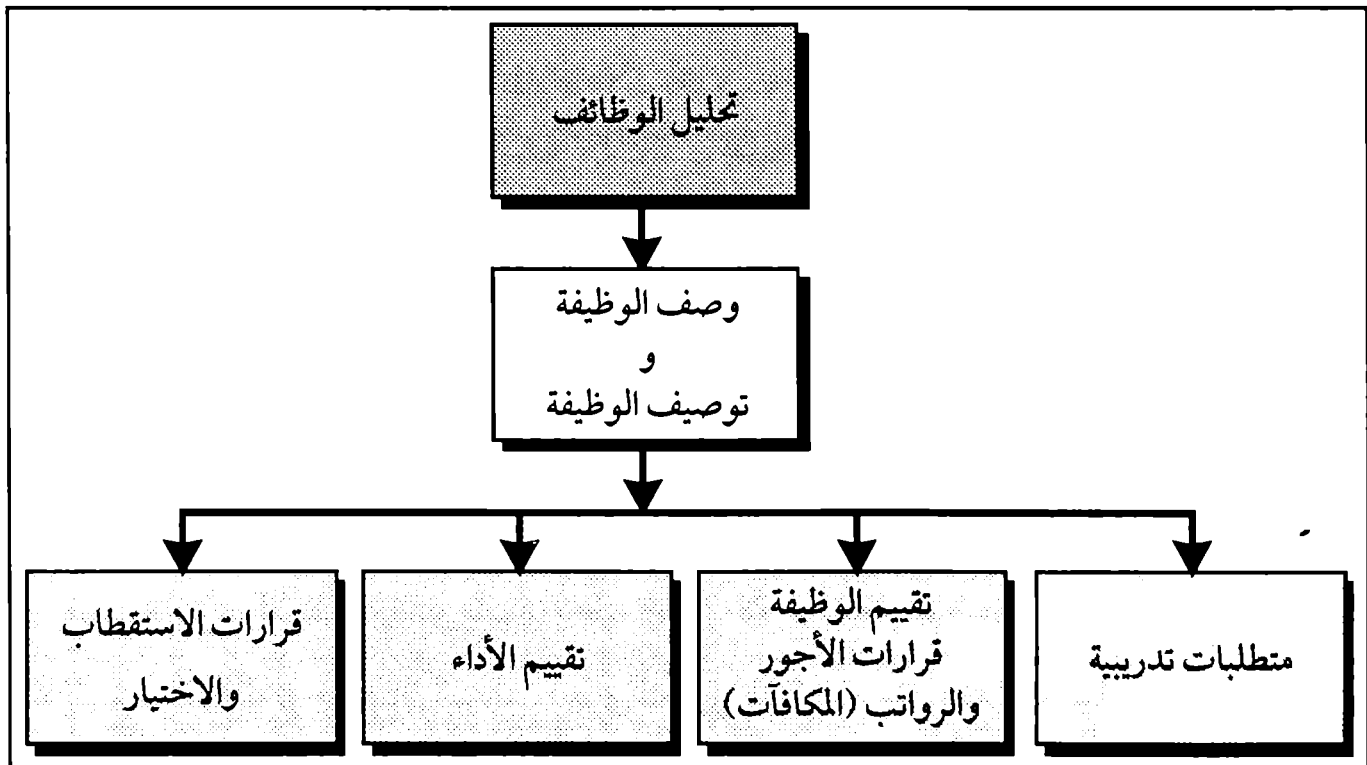 تحليل الوظائف
وصف الوظيفة
و
توصيف الوظيفة
متطلبات تدريبية
تقييم الوظيفة
قرارات الأجور
والرواتب (المكافآت)
تقييم الأداء
قرارات الاستقطاب
والاختيار